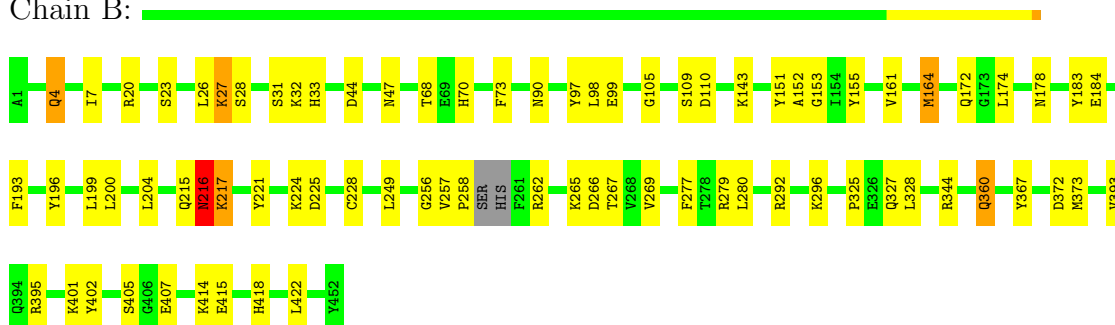 Chain B:
A1 Q4 I7 R20 S23 L26 K27 S28 S31 K32 H33 D44 N47 T68 E69 H70 F73 N90 Y97 L98 E99 G105 S109 D110 K143 Y151 A152 G153 I154 Y155 V161 M164 Q172 G173 L174 N178 Y183 E184
F193 Y196 L199 L200 L204 Q215 N216 K217 Y221 K224 D225 C228 L249 G256 V257 P258 SER HIS F261 R262 K265 D266 T267 V268 V269 F277 T278 R279 L280 R292 K296 P325 E326 Q327 L328 R344 Q360 Y367 D372 M373 V393
Q394 R395 K401 Y402 S405 G406 E407 K414 E415 H418 L422 Y452